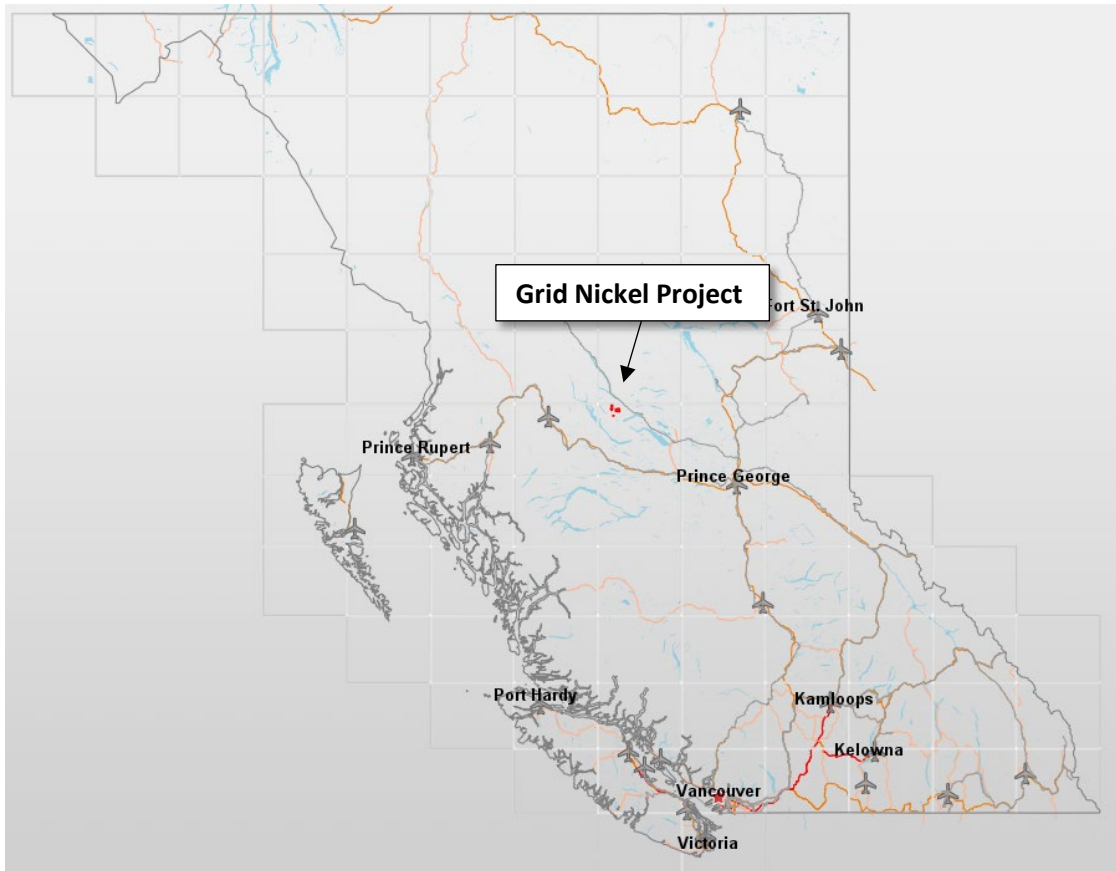 Grid Nickel Project
Fort St. John
Prince Rupert
Prince George
Port Hardy
Kamloops
Kelowna
Vancouver
Victoria